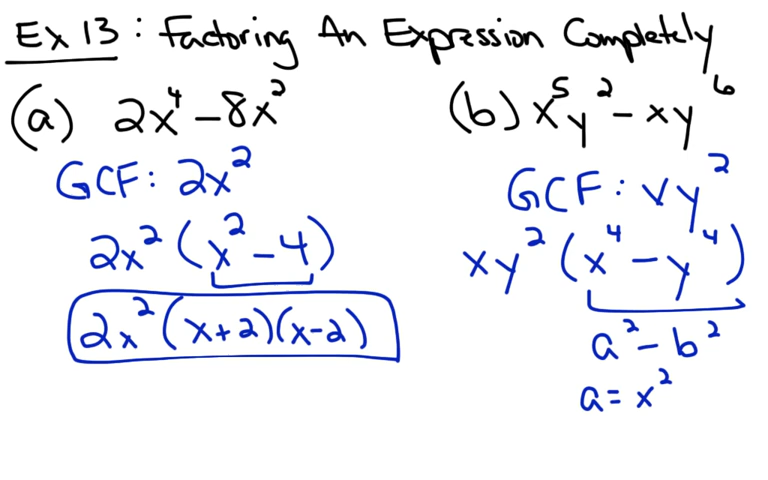 Ex 13: Factoring An Expression Completely
(a) 2x⁴ - 8x²
GCF: 2x²
2x² (x² - 4)
2x² (x+2)(x-2)
(b) x⁵y² - xy⁶
GCF: xy²
xy² (x⁴ - y⁴)
a² - b²
a = x²